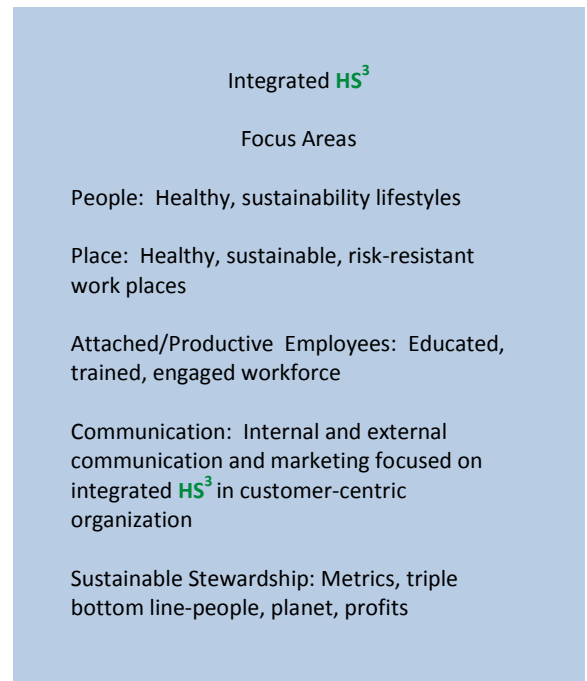 Integrated HS³
Focus Areas
People:  Healthy, sustainability lifestyles
Place:  Healthy, sustainable, risk-resistant
work places
Attached/Productive  Employees:  Educated,
trained, engaged workforce
Communication:  Internal and external
communication and marketing focused on
integrated HS³ in customer-centric
organization
Sustainable Stewardship: Metrics, triple
bottom line-people, planet, profits